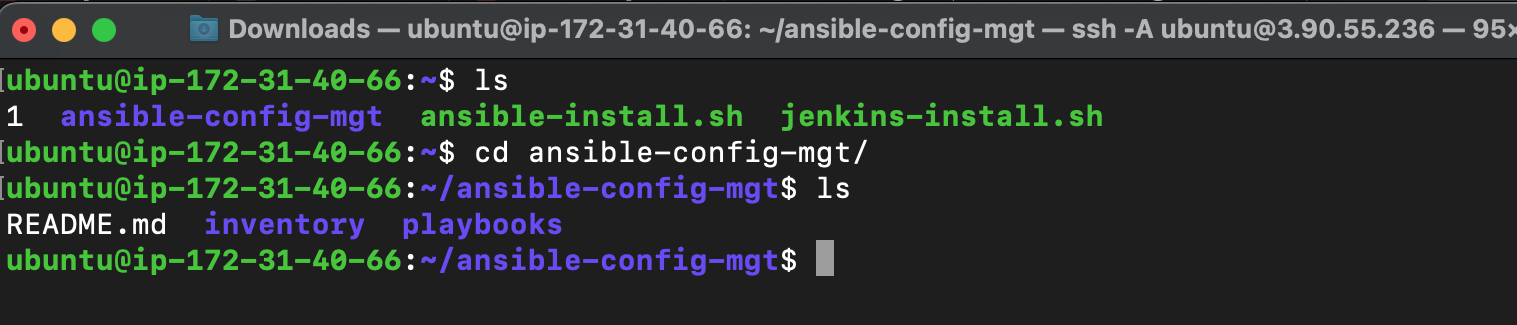 Downloads — ubuntu@ip-172-31-40-66: ~/ansible-config-mgt — ssh -A ubuntu@3.90.55.236 — 95×
[ubuntu@ip-172-31-40-66:~$ ls
1  ansible-config-mgt  ansible-install.sh  jenkins-install.sh
[ubuntu@ip-172-31-40-66:~$ cd ansible-config-mgt/
[ubuntu@ip-172-31-40-66:~/ansible-config-mgt$ ls
README.md  inventory  playbooks
ubuntu@ip-172-31-40-66:~/ansible-config-mgt$